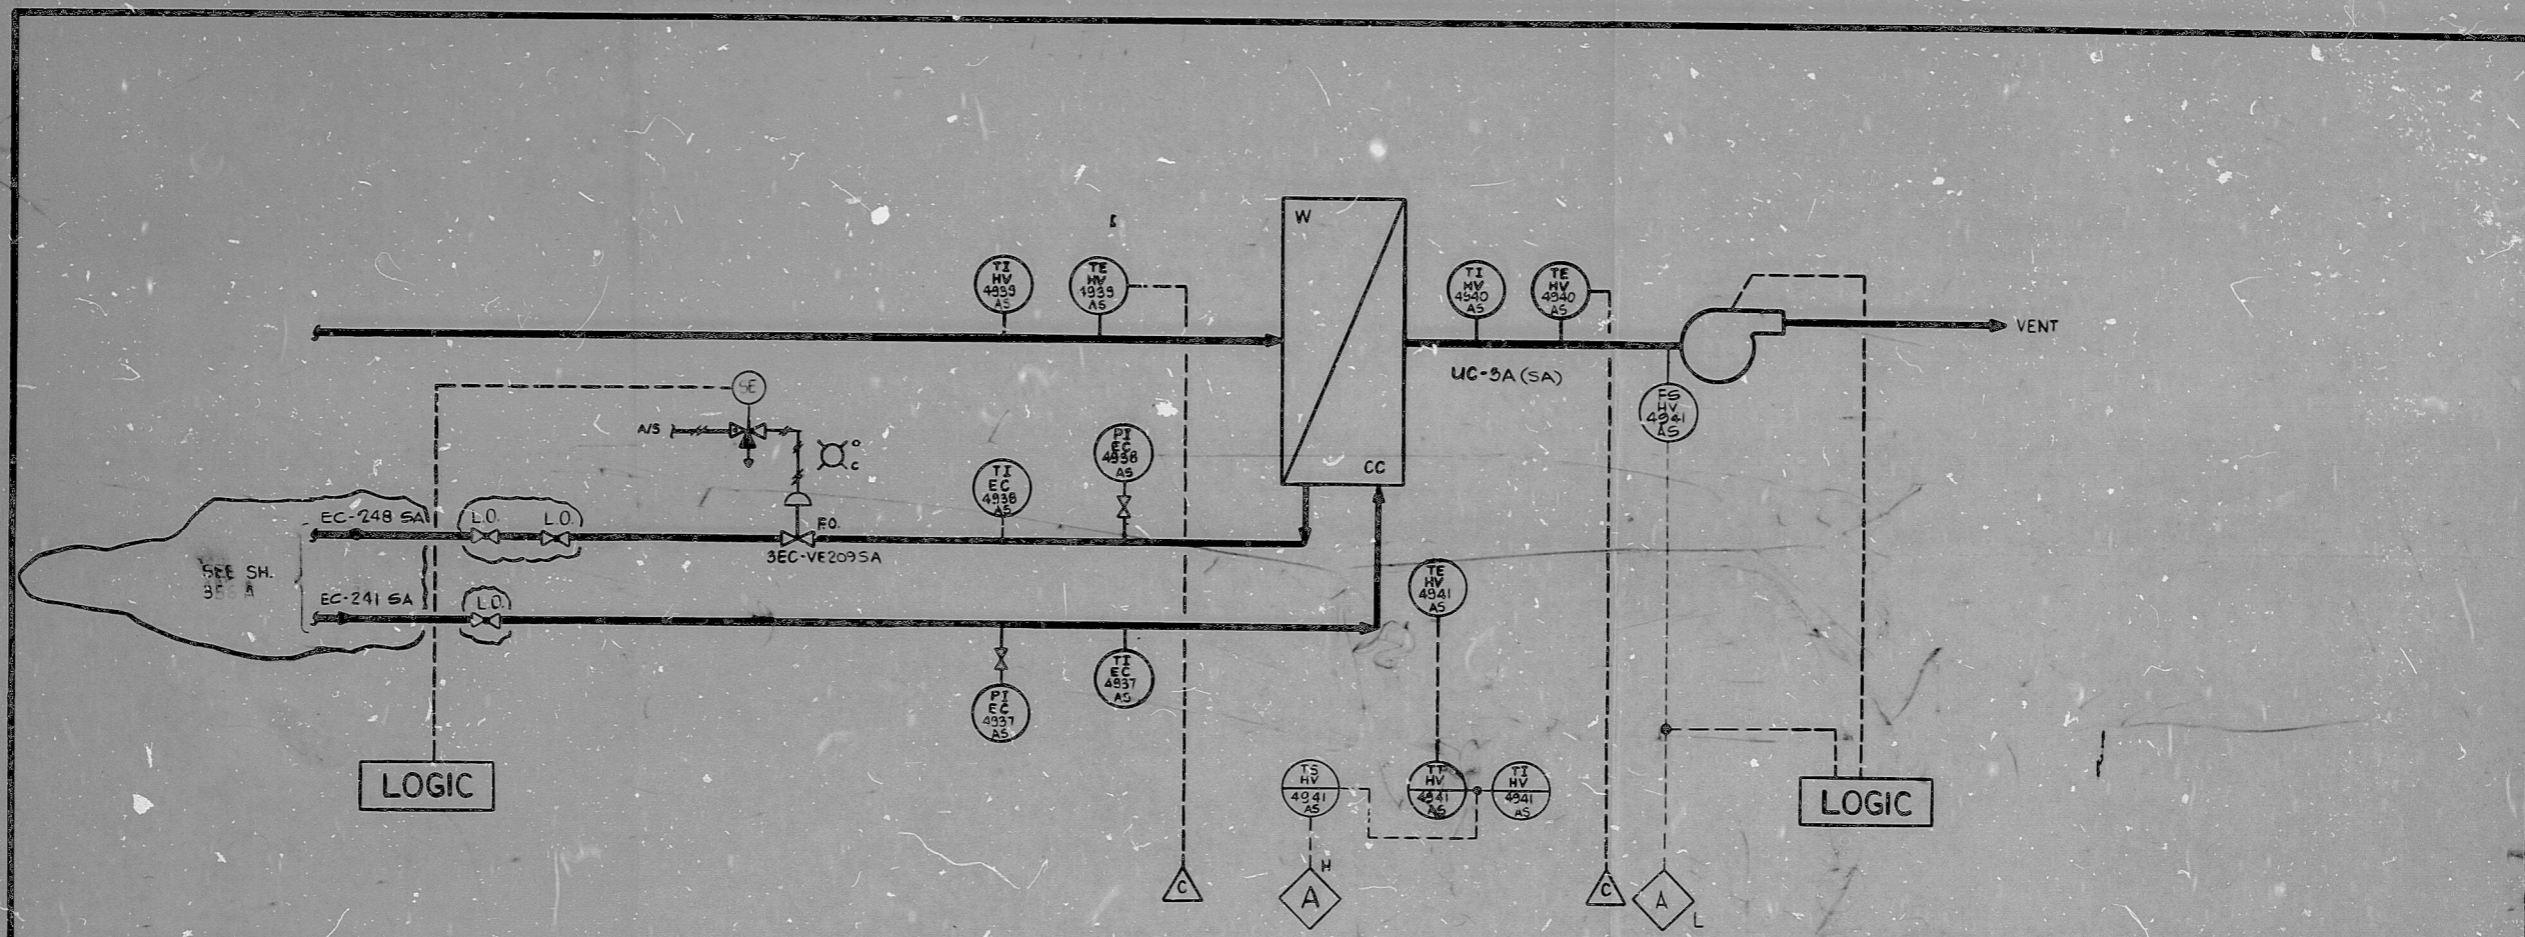 W
TI
HV
4939
AS
TE
HV
4939
AS
TI
HV
4940
AS
TE
HV
4940
AS
VENT
UC-3A (SA)
SE
FS
HV
4941
AS
A/S
PI
EC
4938
AS
O
C
CC
TI
EC
4938
AS
EC-248 SA
L.O.
L.O.
F.O.
3EC-VE209SA
SEE SH.
EC-241 SA
L.O.
TE
HV
4941
AS
TI
EC
4937
AS
PI
EC
4937
AS
LOGIC
TS
HV
4941
AS
TT
HV
4941
AS
TI
HV
4941
AS
LOGIC
C
H
A
C
A
L